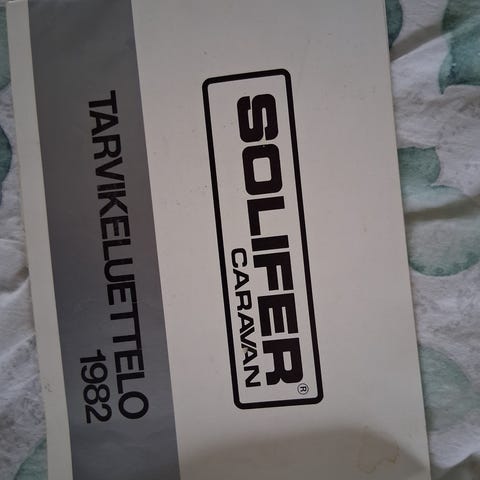 SOLIFER®
CARAVAN
TARVIKELUETTELO
1982